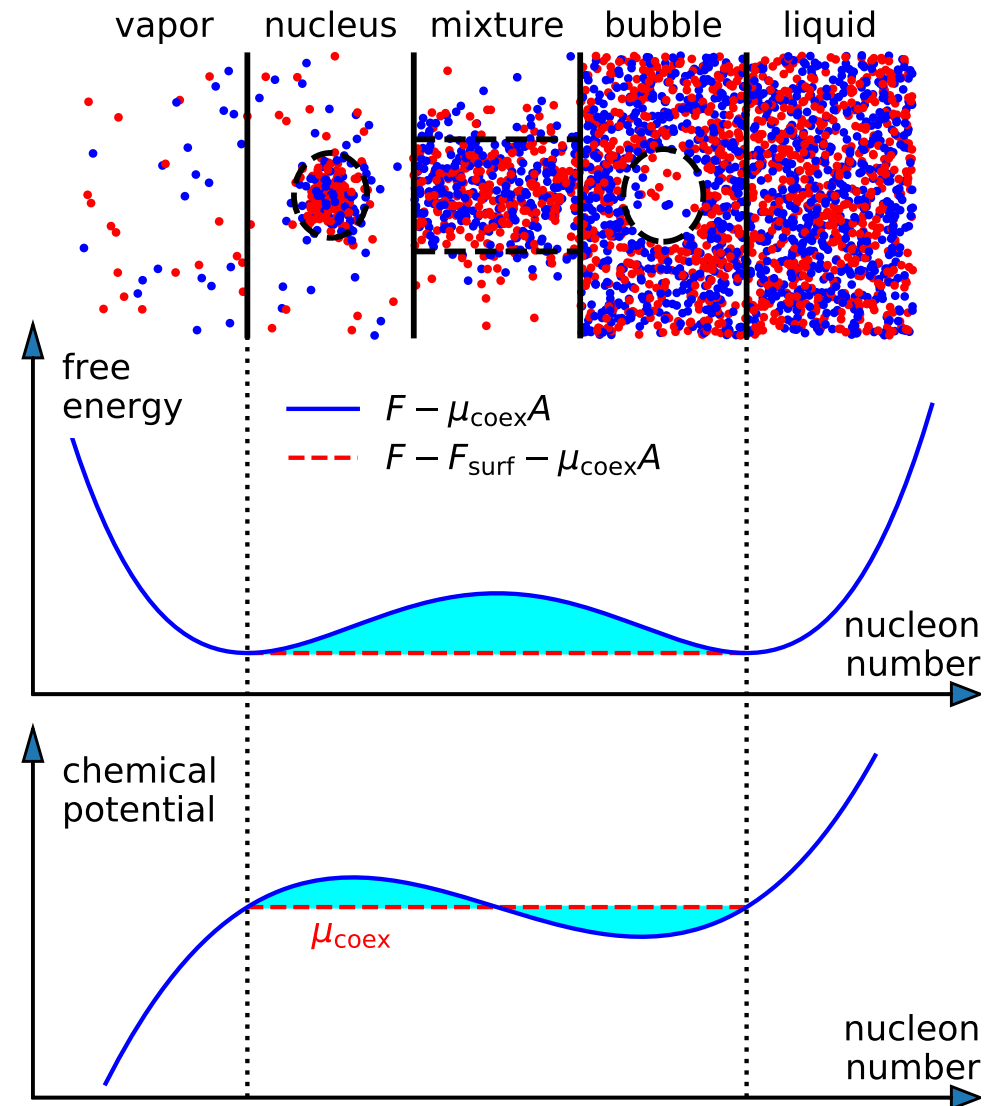 vapor nucleus mixture bubble liquid
free
energy
F − μcoexA
F − Fsurf − μcoexA
nucleon
number
chemical
potential
μcoex
nucleon
number